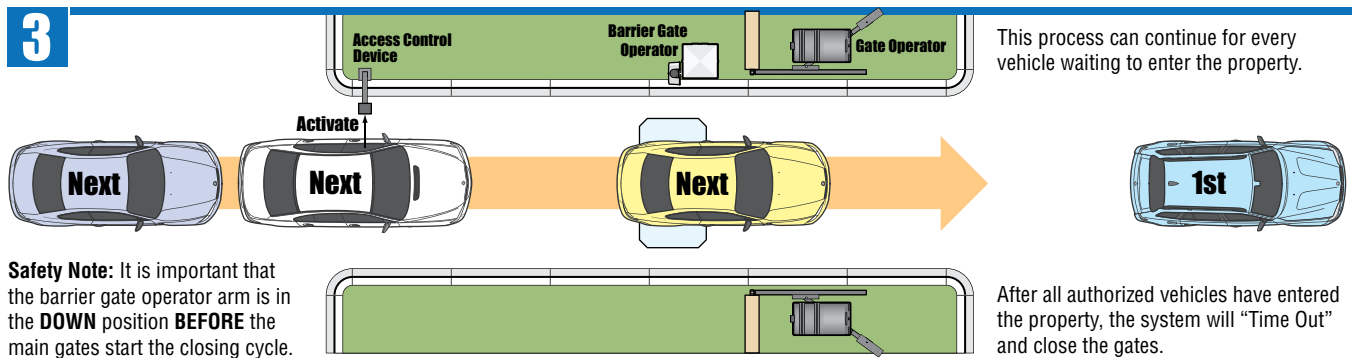 3
Access Control
Device
Barrier Gate
Operator
Gate Operator
This process can continue for every
vehicle waiting to enter the property.
Activate
Next
Next
Next
1st
Safety Note: It is important that
the barrier gate operator arm is in
the DOWN position BEFORE the
main gates start the closing cycle.
After all authorized vehicles have entered
the property, the system will “Time Out”
and close the gates.